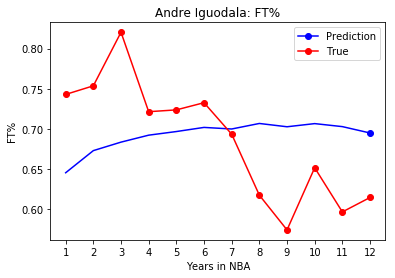 Andre Iguodala: FT%
Prediction
True
0.80
0.75
0.70
0.65
0.60
FT%
1 2 3 4 5 6 7 8 9 10 11 12
Years in NBA